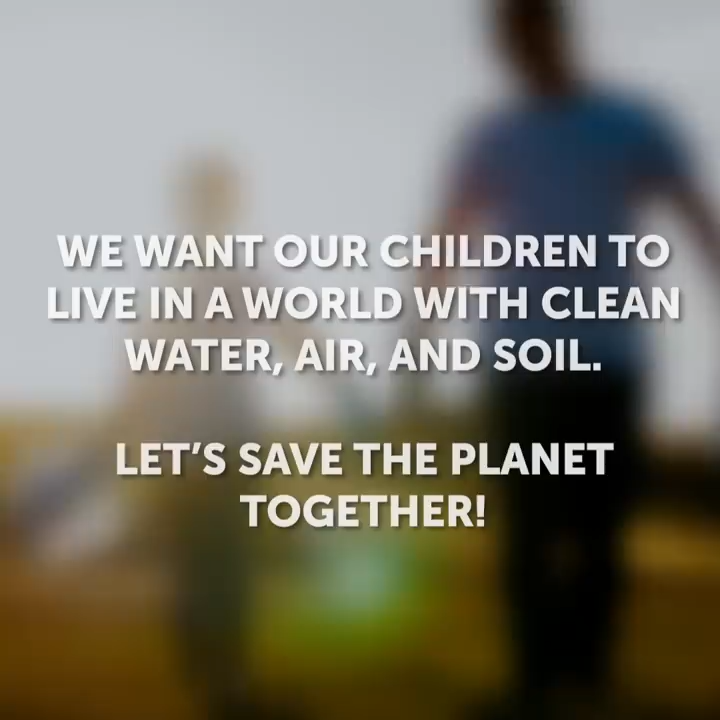 WE WANT OUR CHILDREN TO
LIVE IN A WORLD WITH CLEAN
WATER, AIR, AND SOIL.
LET'S SAVE THE PLANET
TOGETHER!